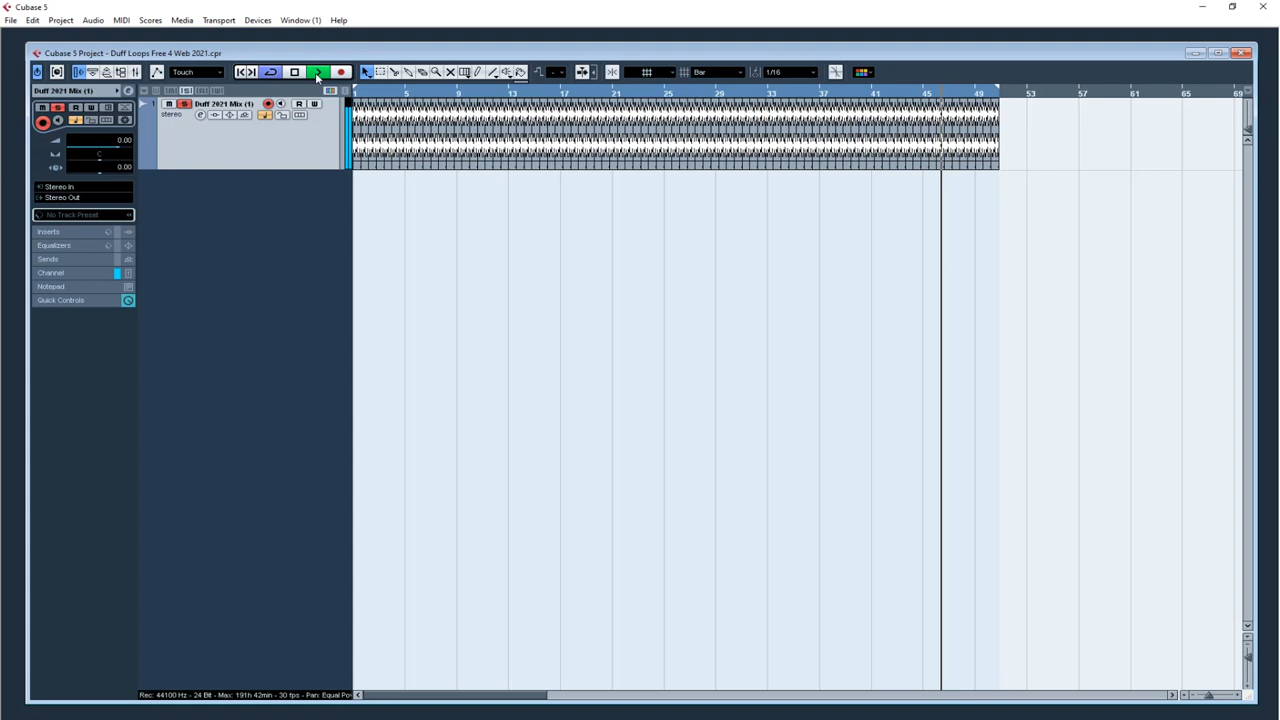 Cubase 5
File Edit Project Audio MIDI Scores Media Transport Devices Window (1) Help
Cubase 5 Project - Duff Loops Free 4 Web 2021.cpr
Touch Bar 1/16
Duff 2021 Mix (1)
1 5 9 13 17 21 25 29 33 37 41 45 49 53 57 61 65 69
M S R W
1 M S Duff 2021 Mix (1) R W
stereo e
0.00
C
0.00
Stereo In
Stereo Out
No Track Preset
Inserts
Equalizers
Sends
Channel
Notepad
Quick Controls
Rec: 44100 Hz - 24 Bit - Max: 191h 42min - 30 fps - Pan: Equal Po